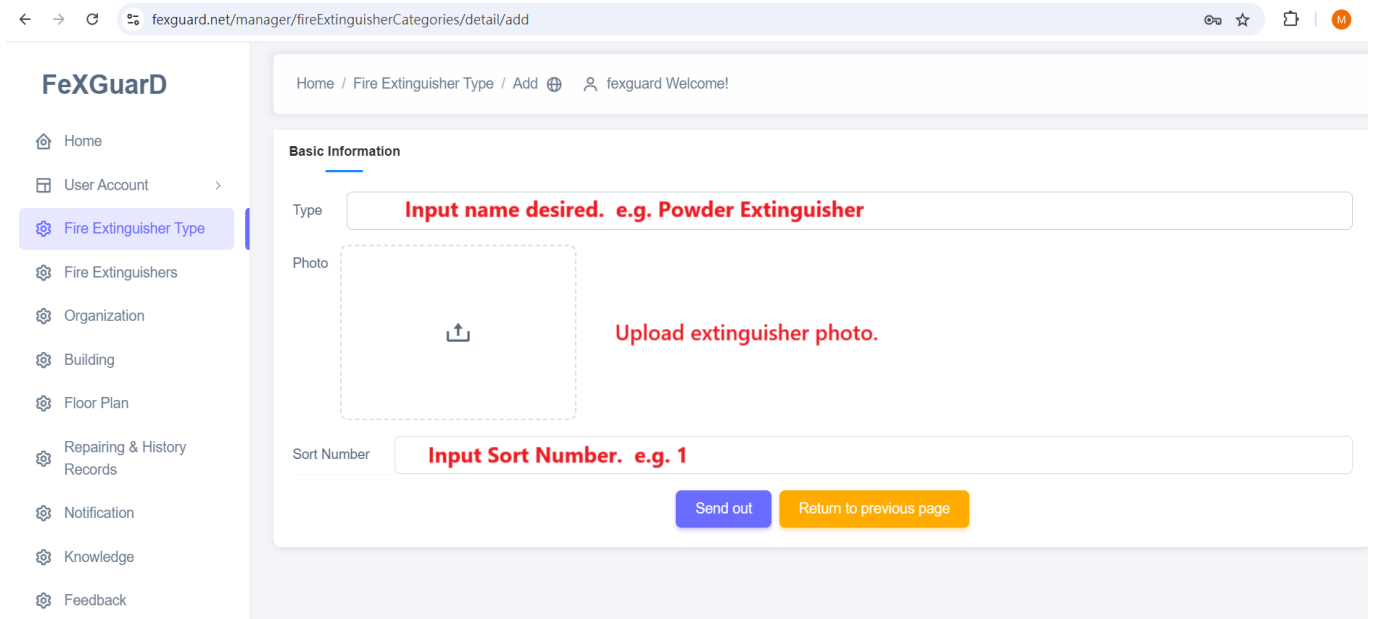 fexguard.net/manager/fireExtinguisherCategories/detail/add
M
FeXGuarD
Home / Fire Extinguisher Type / Add fexguard Welcome!
Home
User Account
Fire Extinguisher Type
Fire Extinguishers
Organization
Building
Floor Plan
Repairing & History
Records
Notification
Knowledge
Feedback
Basic Information
Type Input name desired. e.g. Powder Extinguisher
Photo
Upload extinguisher photo.
Sort Number Input Sort Number. e.g. 1
Send out Return to previous page